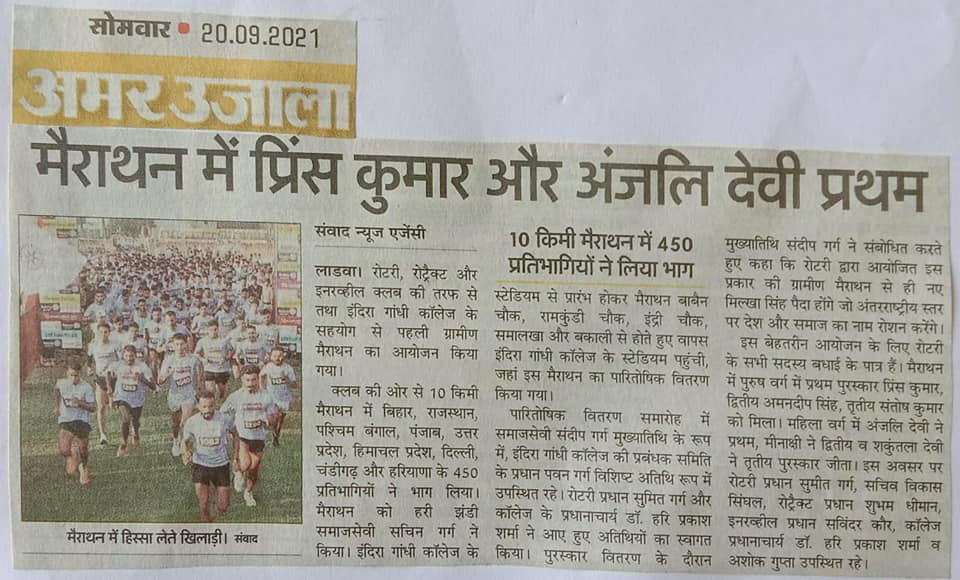 सोमवार • 20.09.2021
अमर उजाला
मैराथन में प्रिंस कुमार और अंजलि देवी प्रथम
मैराथन में हिस्सा लेते खिलाड़ी। संवाद
संवाद न्यूज एजेंसी
लाडवा। रोटरी, रोट्रैक्ट और
इनरव्हील क्लब की तरफ से
तथा इंदिरा गांधी कॉलेज के
सहयोग से पहली ग्रामीण
मैराथन का आयोजन किया
गया।
क्लब की ओर से 10 किमी
मैराथन में बिहार, राजस्थान,
पश्चिम बंगाल, पंजाब, उत्तर
प्रदेश, हिमाचल प्रदेश, दिल्ली,
चंडीगढ़ और हरियाणा के 450
प्रतिभागियों ने भाग लिया।
मैराथन को हरी झंडी
समाजसेवी सचिन गर्ग ने
किया। इंदिरा गांधी कॉलेज के
10 किमी मैराथन में 450
प्रतिभागियों ने लिया भाग
स्टेडियम से प्रारंभ होकर मैराथन बाबैन
चौक, रामकुंडी चौक, इंद्री चौक,
समालखा और बकाली से होते हुए वापस
इंदिरा गांधी कॉलेज के स्टेडियम पहुंची,
जहां इस मैराथन का पारितोषिक वितरण
किया गया।
पारितोषिक वितरण समारोह में
समाजसेवी संदीप गर्ग मुख्यातिथि के रूप
में, इंदिरा गांधी कॉलेज की प्रबंधक समिति
के प्रधान पवन गर्ग विशिष्ट अतिथि रूप में
उपस्थित रहे। रोटरी प्रधान सुमित गर्ग और
कॉलेज के प्रधानाचार्य डॉ. हरि प्रकाश
शर्मा ने आए हुए अतिथियों का स्वागत
किया। पुरस्कार वितरण के दौरान
मुख्यातिथि संदीप गर्ग ने संबोधित करते
हुए कहा कि रोटरी द्वारा आयोजित इस
प्रकार की ग्रामीण मैराथन से ही नए
मिल्खा सिंह पैदा होंगे जो अंतरराष्ट्रीय स्तर
पर देश और समाज का नाम रोशन करेंगे।
इस बेहतरीन आयोजन के लिए रोटरी
के सभी सदस्य बधाई के पात्र हैं। मैराथन
में पुरुष वर्ग में प्रथम पुरस्कार प्रिंस कुमार,
द्वितीय अमनदीप सिंह, तृतीय संतोष कुमार
को मिला। महिला वर्ग में अंजलि देवी ने
प्रथम, मीनाक्षी ने द्वितीय व शकुंतला देवी
ने तृतीय पुरस्कार जीता। इस अवसर पर
रोटरी प्रधान सुमीत गर्ग, सचिव विकास
सिंघल, रोट्रैक्ट प्रधान शुभम धीमान,
इनरव्हील प्रधान सविंदर कौर, कॉलेज
प्रधानाचार्य डॉ. हरि प्रकाश शर्मा व
अशोक गुप्ता उपस्थित रहे।